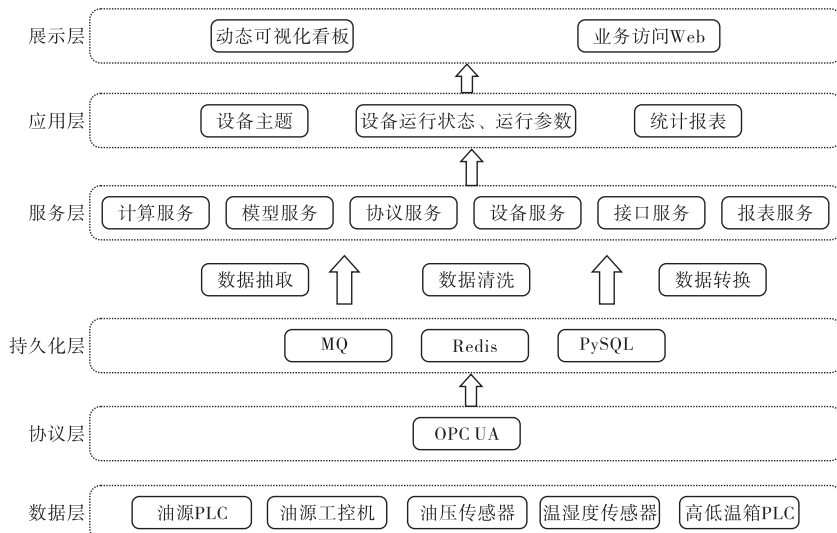 展示层 动态可视化看板 业务访问Web
应用层 设备主题 设备运行状态、运行参数 统计报表
服务层 计算服务 模型服务 协议服务 设备服务 接口服务 报表服务
数据抽取 数据清洗 数据转换
持久化层 MQ Redis PySQL
协议层 OPC UA
数据层 油源PLC 油源工控机 油压传感器 温湿度传感器 高低温箱PLC